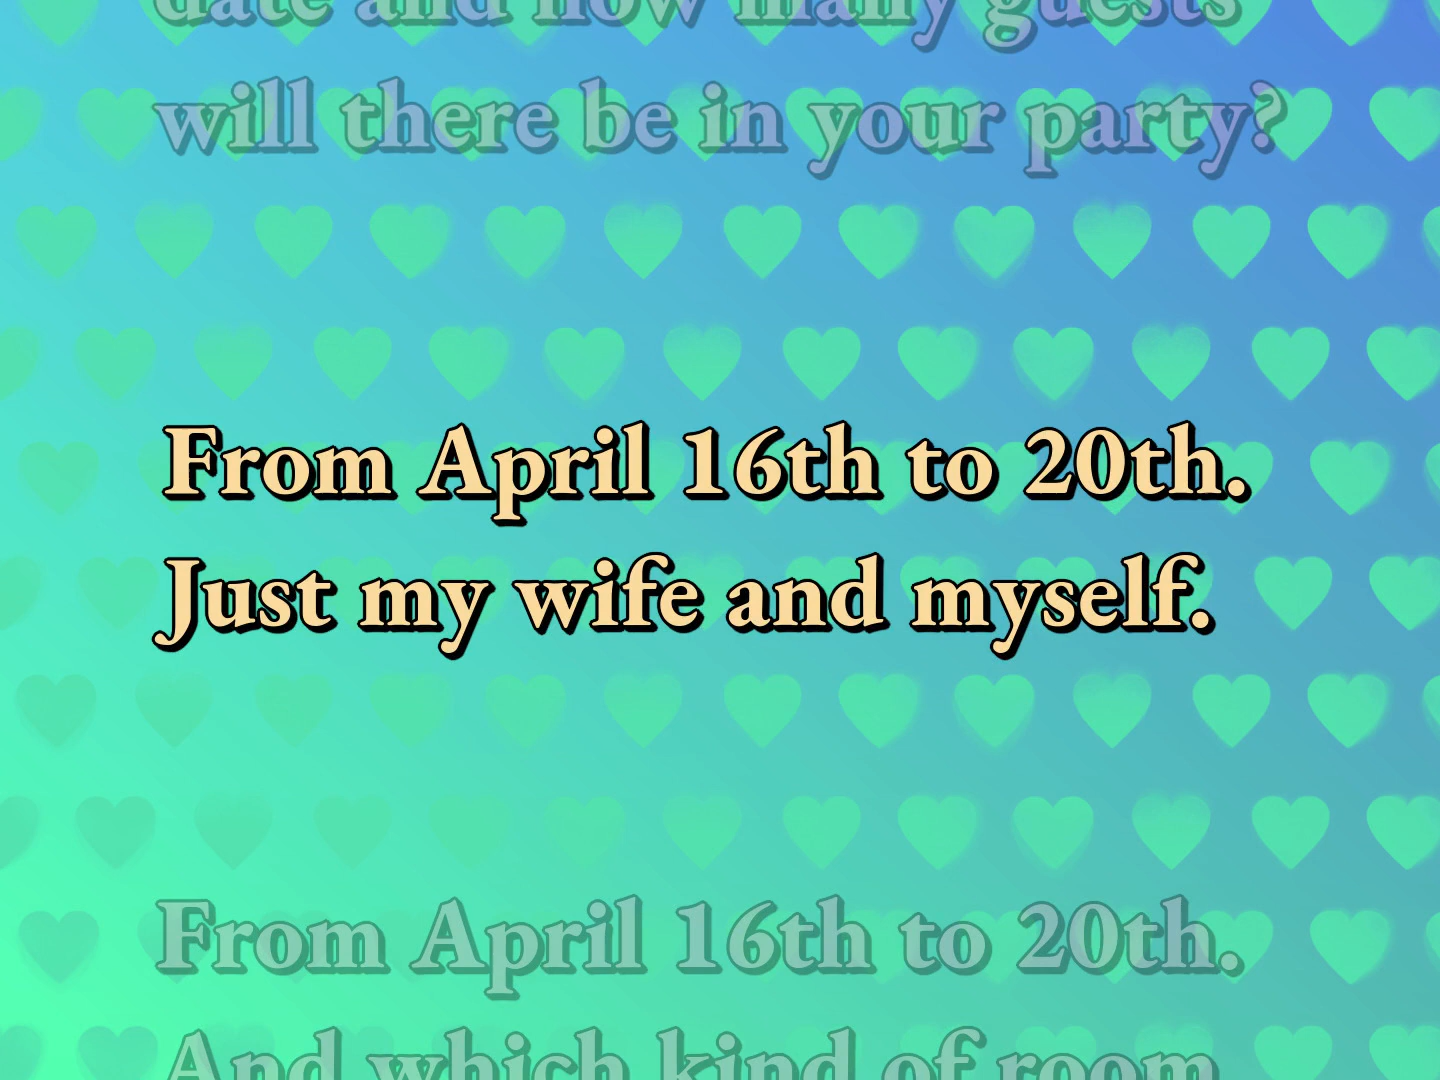 date and how many guests
will there be in your party?
From April 16th to 20th.
Just my wife and myself.
From April 16th to 20th.
And which kind of room